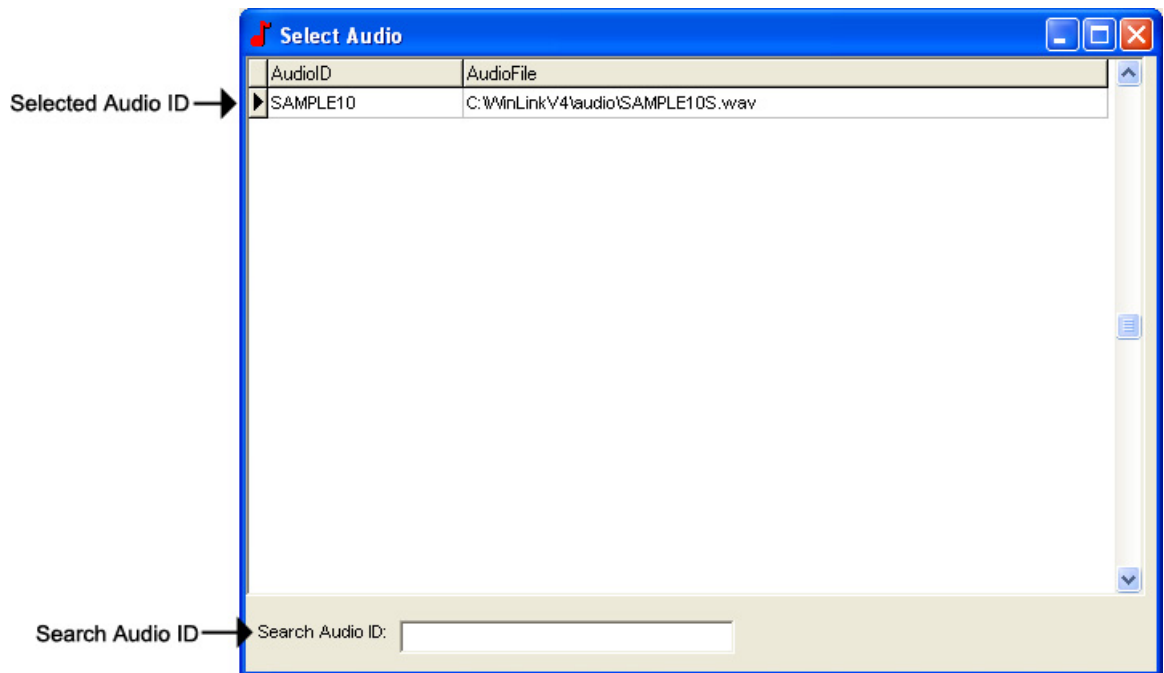 Select Audio
AudioID AudioFile
Selected Audio ID SAMPLE10 C:\WinLinkV4\audio\SAMPLE10S.wav
Search Audio ID Search Audio ID: